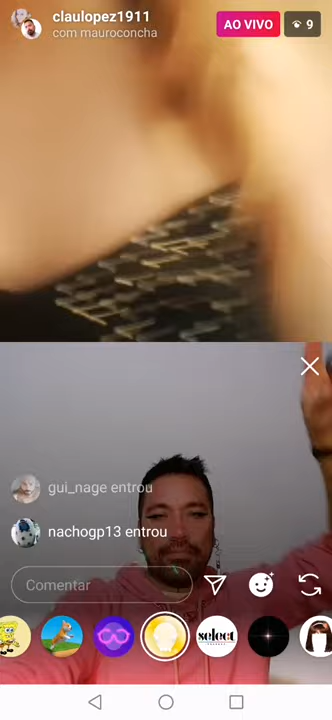 claulopez1911
com mauroconcha
AO VIVO
9
gui_nage entrou
nachogp13 entrou
Comentar
select